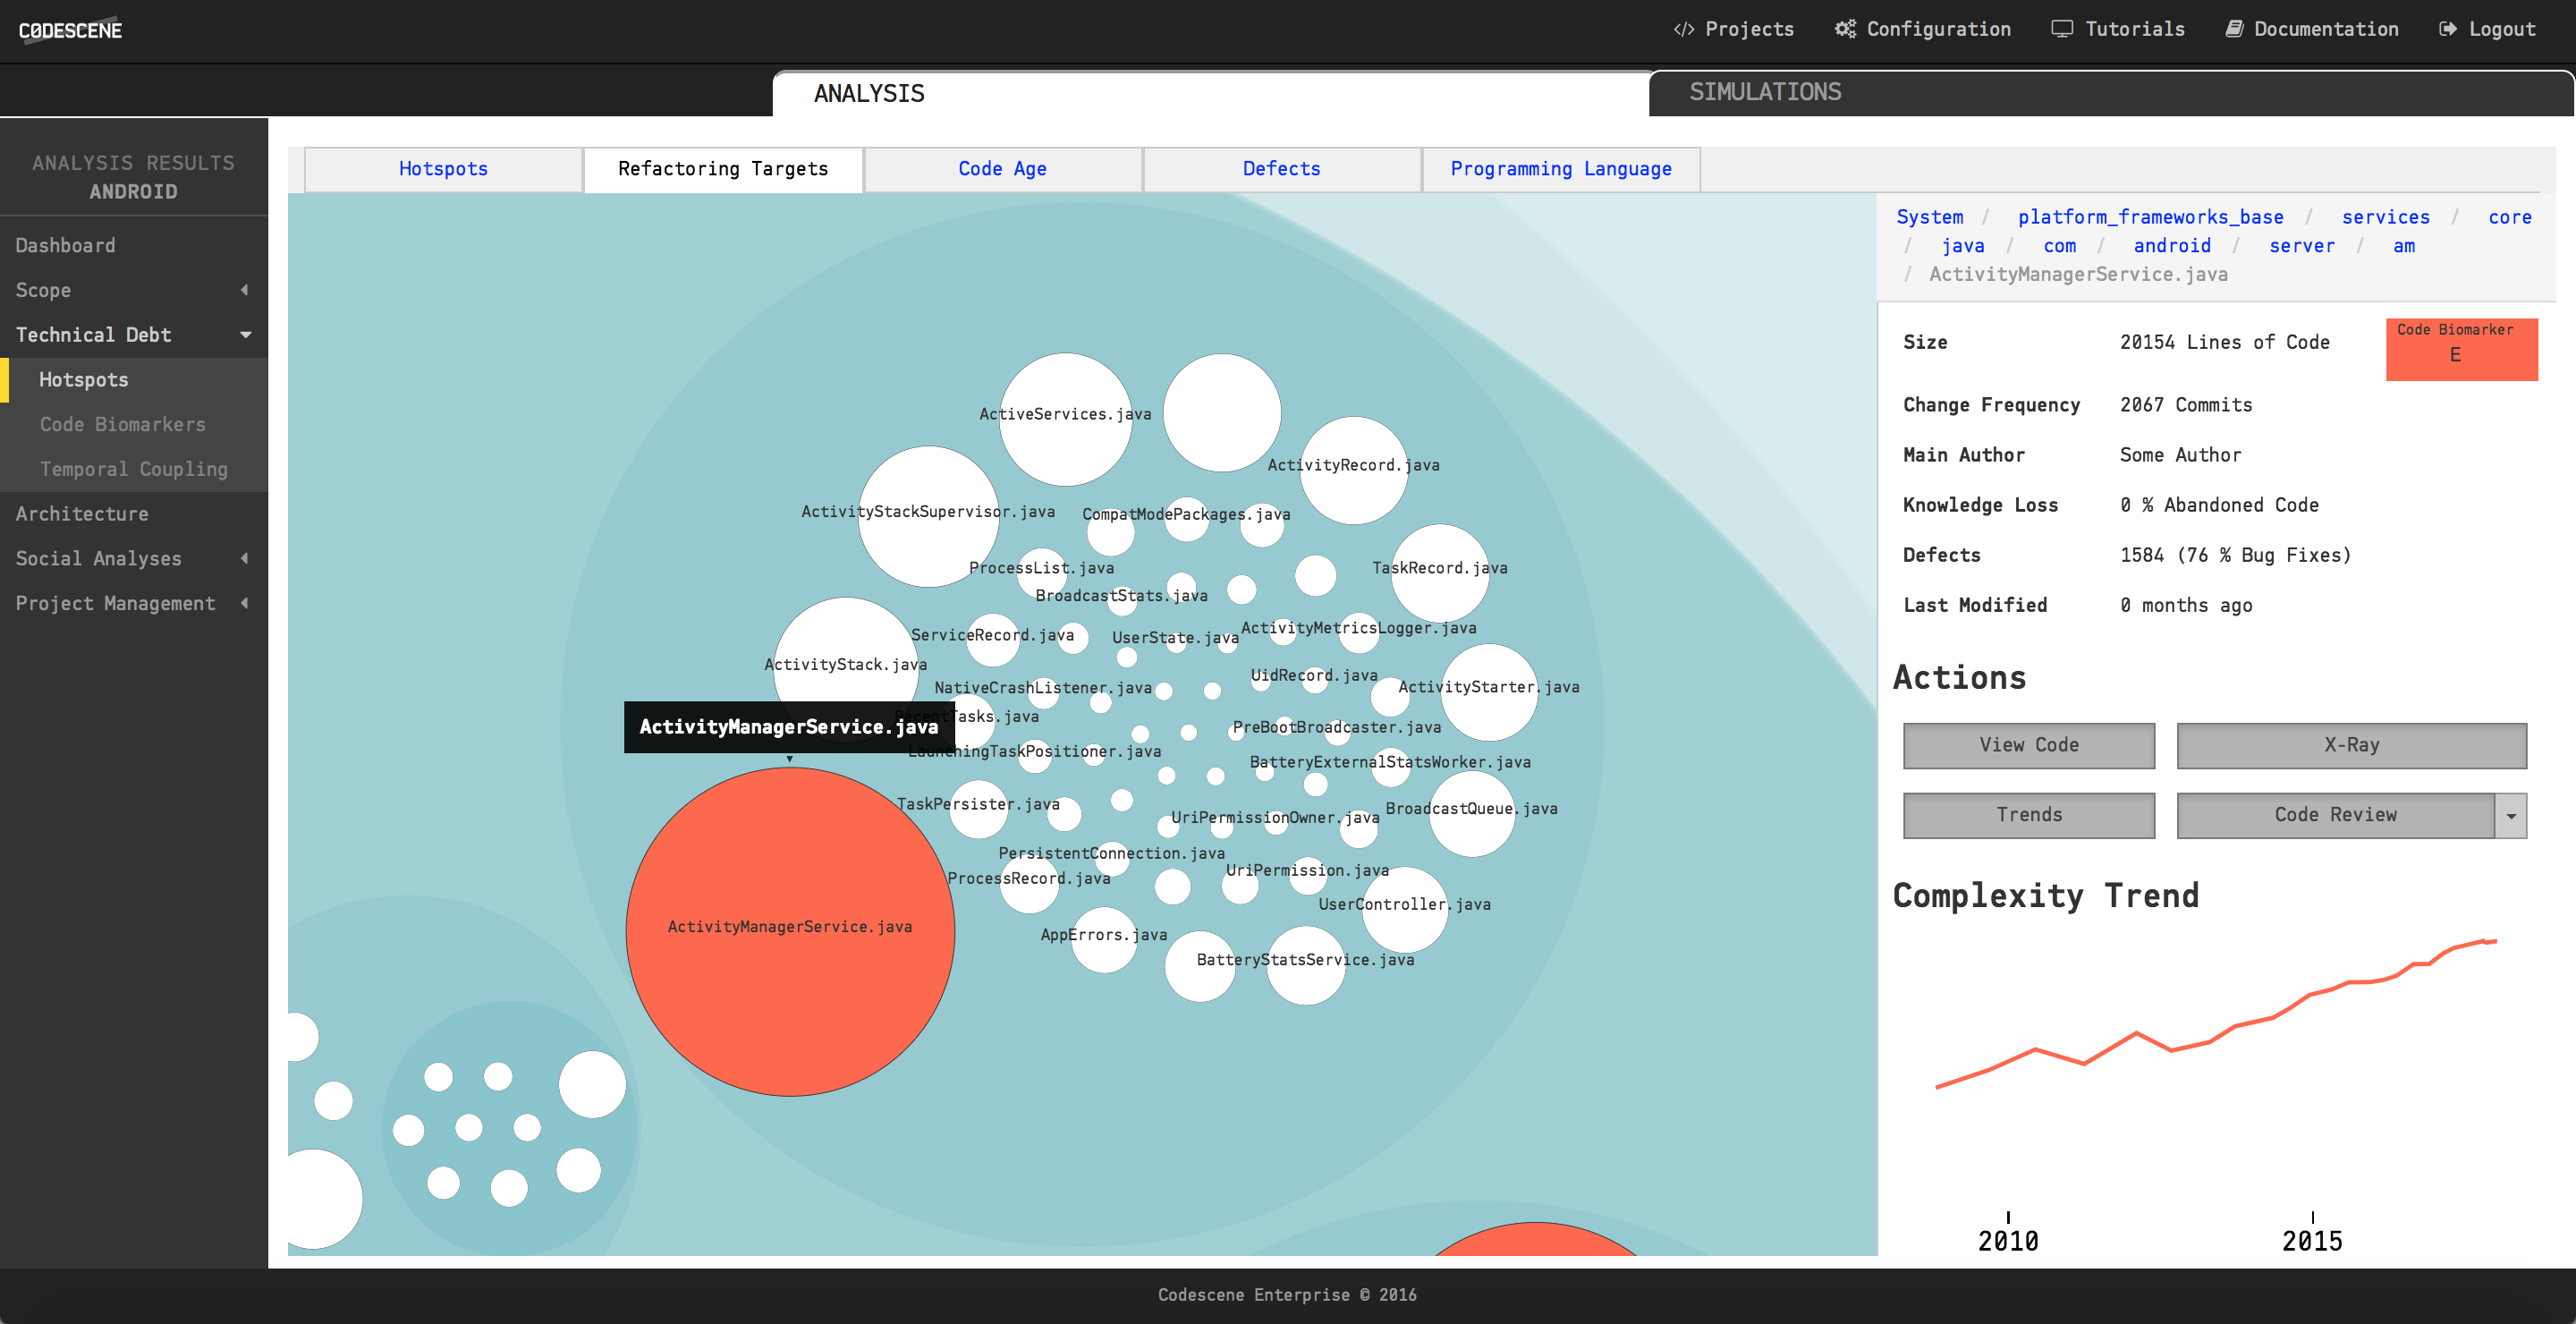 CODESCENE
Projects Configuration Tutorials Documentation Logout
ANALYSIS SIMULATIONS
ANALYSIS RESULTS
ANDROID
Dashboard
Scope
Technical Debt
Hotspots
Code Biomarkers
Temporal Coupling
Architecture
Social Analyses
Project Management
Hotspots Refactoring Targets Code Age Defects Programming Language
ActiveServices.java
ActivityRecord.java
ActivityStackSupervisor.java
CompatModePackages.java
ProcessList.java
TaskRecord.java
BroadcastStats.java
ServiceRecord.java
UserState.java
ActivityMetricsLogger.java
ActivityStack.java
UidRecord.java
NativeCrashListener.java
ActivityStarter.java
RecentTasks.java
ActivityManagerService.java
PreBootBroadcaster.java
LaunchingTaskPositioner.java
BatteryExternalStatsWorker.java
TaskPersister.java
BroadcastQueue.java
UriPermissionOwner.java
PersistentConnection.java
ProcessRecord.java
UriPermission.java
UserController.java
ActivityManagerService.java
AppErrors.java
BatteryStatsService.java
System / platform_frameworks_base / services / core
/ java / com / android / server / am
/ ActivityManagerService.java
Size 20154 Lines of Code
Code Biomarker
E
Change Frequency 2067 Commits
Main Author Some Author
Knowledge Loss 0 % Abandoned Code
Defects 1584 (76 % Bug Fixes)
Last Modified 0 months ago
Actions
View Code X-Ray
Trends Code Review
Complexity Trend
2010 2015
Codescene Enterprise © 2016